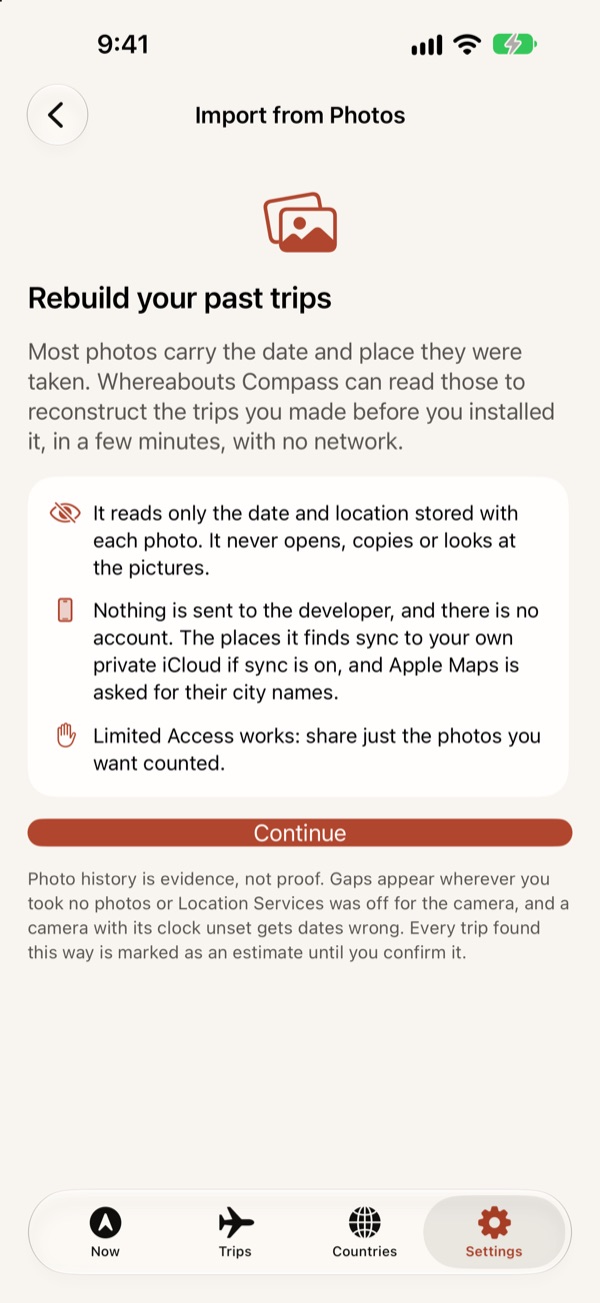 9:41
Import from Photos
Rebuild your past trips
Most photos carry the date and place they were
taken. Whereabouts Compass can read those to
reconstruct the trips you made before you installed
it, in a few minutes, with no network.
It reads only the date and location stored with
each photo. It never opens, copies or looks at
the pictures.
Nothing is sent to the developer, and there is no
account. The places it finds sync to your own
private iCloud if sync is on, and Apple Maps is
asked for their city names.
Limited Access works: share just the photos you
want counted.
Continue
Photo history is evidence, not proof. Gaps appear wherever you
took no photos or Location Services was off for the camera, and a
camera with its clock unset gets dates wrong. Every trip found
this way is marked as an estimate until you confirm it.
Now
Trips
Countries
Settings